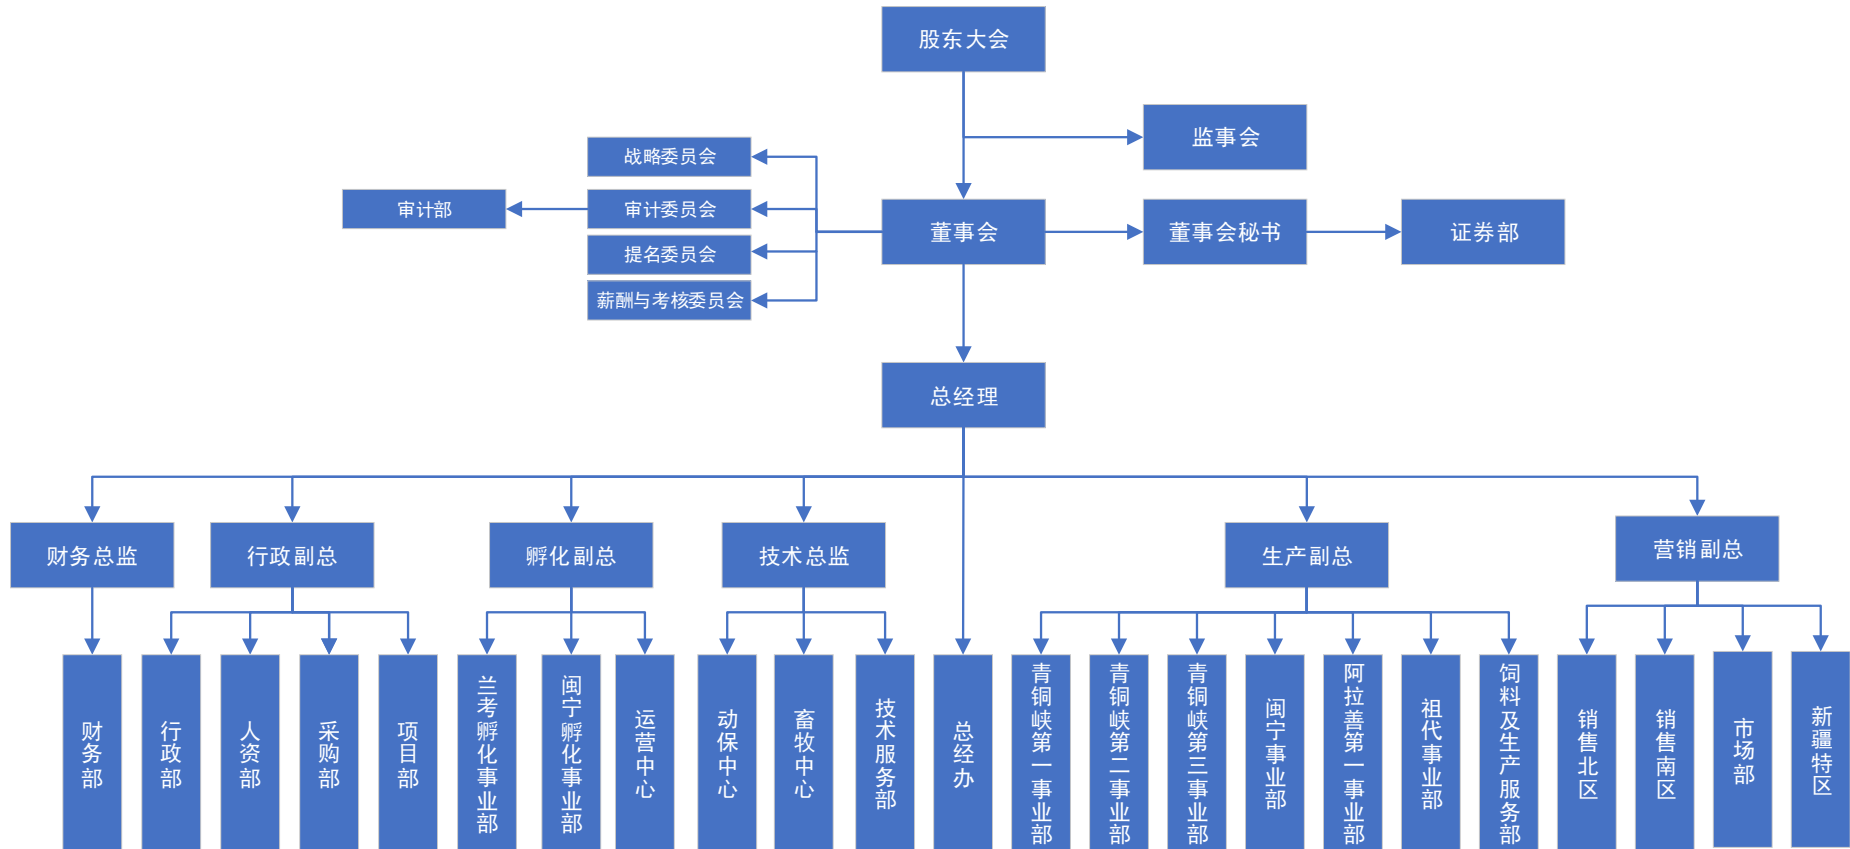 股东大会
监事会
战略委员会
审计部
审计委员会
提名委员会
薪酬与考核委员会
董事会
董事会秘书
证券部
总经理
财务总监
行政副总
孵化副总
技术总监
生产副总
营销副总
财务部
行政部
人资部
采购部
项目部
兰考孵化事业部
闽宁孵化事业部
运营中心
动保中心
畜牧中心
技术服务部
总经办
青铜峡第一事业部
青铜峡第二事业部
青铜峡第三事业部
闽宁事业部
阿拉善第一事业部
祖代事业部
饲料及生产服务部
销售北区
销售南区
市场部
新疆特区